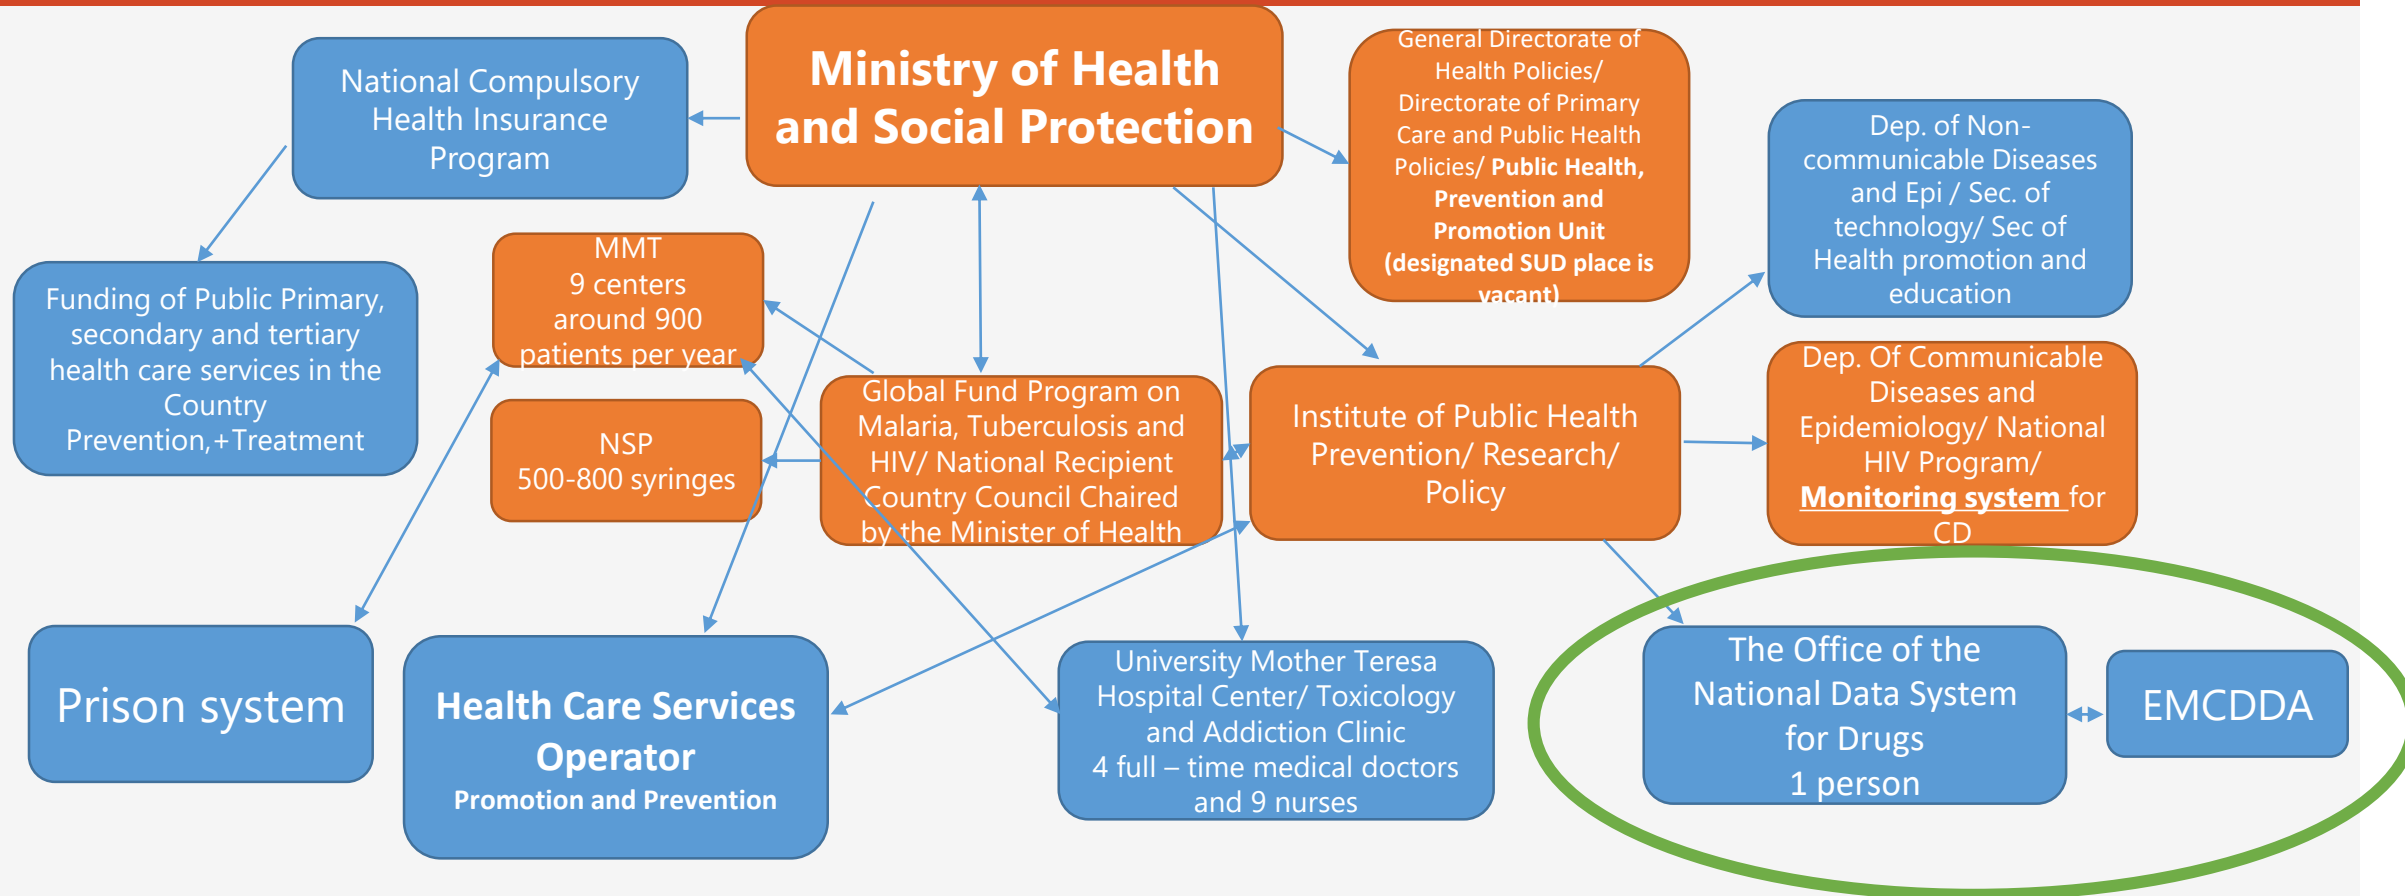 Ministry of Health
and Social Protection
National Compulsory
Health Insurance
Program
General Directorate of
Health Policies/
Directorate of Primary
Care and Public Health
Policies/ Public Health,
Prevention and
Promotion Unit
(designated SUD place is
vacant)
Dep. of Non-
communicable Diseases
and Epi / Sec. of
technology/ Sec of
Health promotion and
education
Funding of Public Primary,
secondary and tertiary
health care services in the
Country
Prevention,+Treatment
MMT
9 centers
around 900
patients per year
NSP
500-800 syringes
Global Fund Program on
Malaria, Tuberculosis and
HIV/ National Recipient
Country Council Chaired
by the Minister of Health
Institute of Public Health
Prevention/ Research/
Policy
Dep. Of Communicable
Diseases and
Epidemiology/ National
HIV Program/
Monitoring system for
CD
Prison system
Health Care Services
Operator
Promotion and Prevention
University Mother Teresa
Hospital Center/ Toxicology
and Addiction Clinic
4 full – time medical doctors
and 9 nurses
The Office of the
National Data System
for Drugs
1 person
EMCDDA